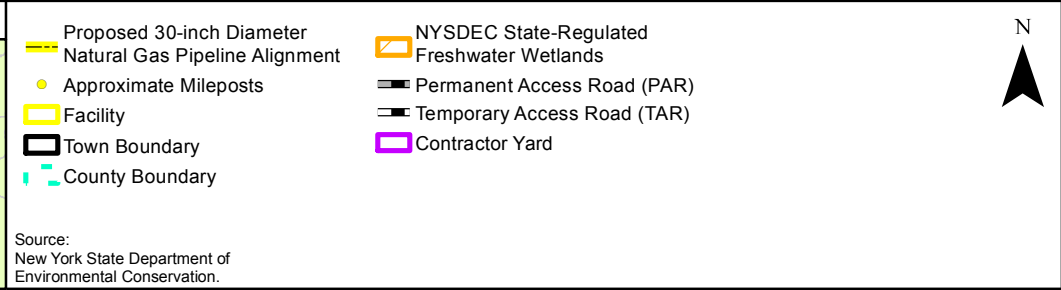 Proposed 30-inch Diameter
Natural Gas Pipeline Alignment
Approximate Mileposts
Facility
Town Boundary
County Boundary
NYSDEC State-Regulated
Freshwater Wetlands
Permanent Access Road (PAR)
Temporary Access Road (TAR)
Contractor Yard
N
Source:
New York State Department of
Environmental Conservation.